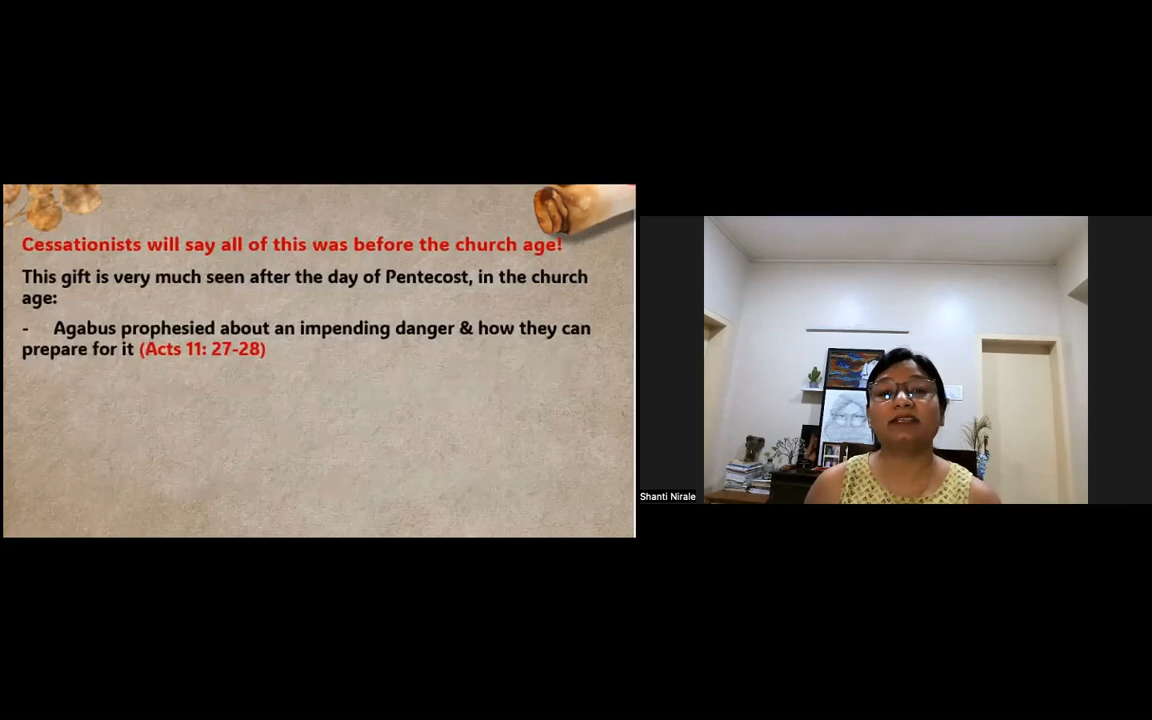 Cessationists will say all of this was before the church age!
This gift is very much seen after the day of Pentecost, in the church
age:
- Agabus prophesied about an impending danger & how they can
prepare for it (Acts 11: 27-28)
Shanti Nirale